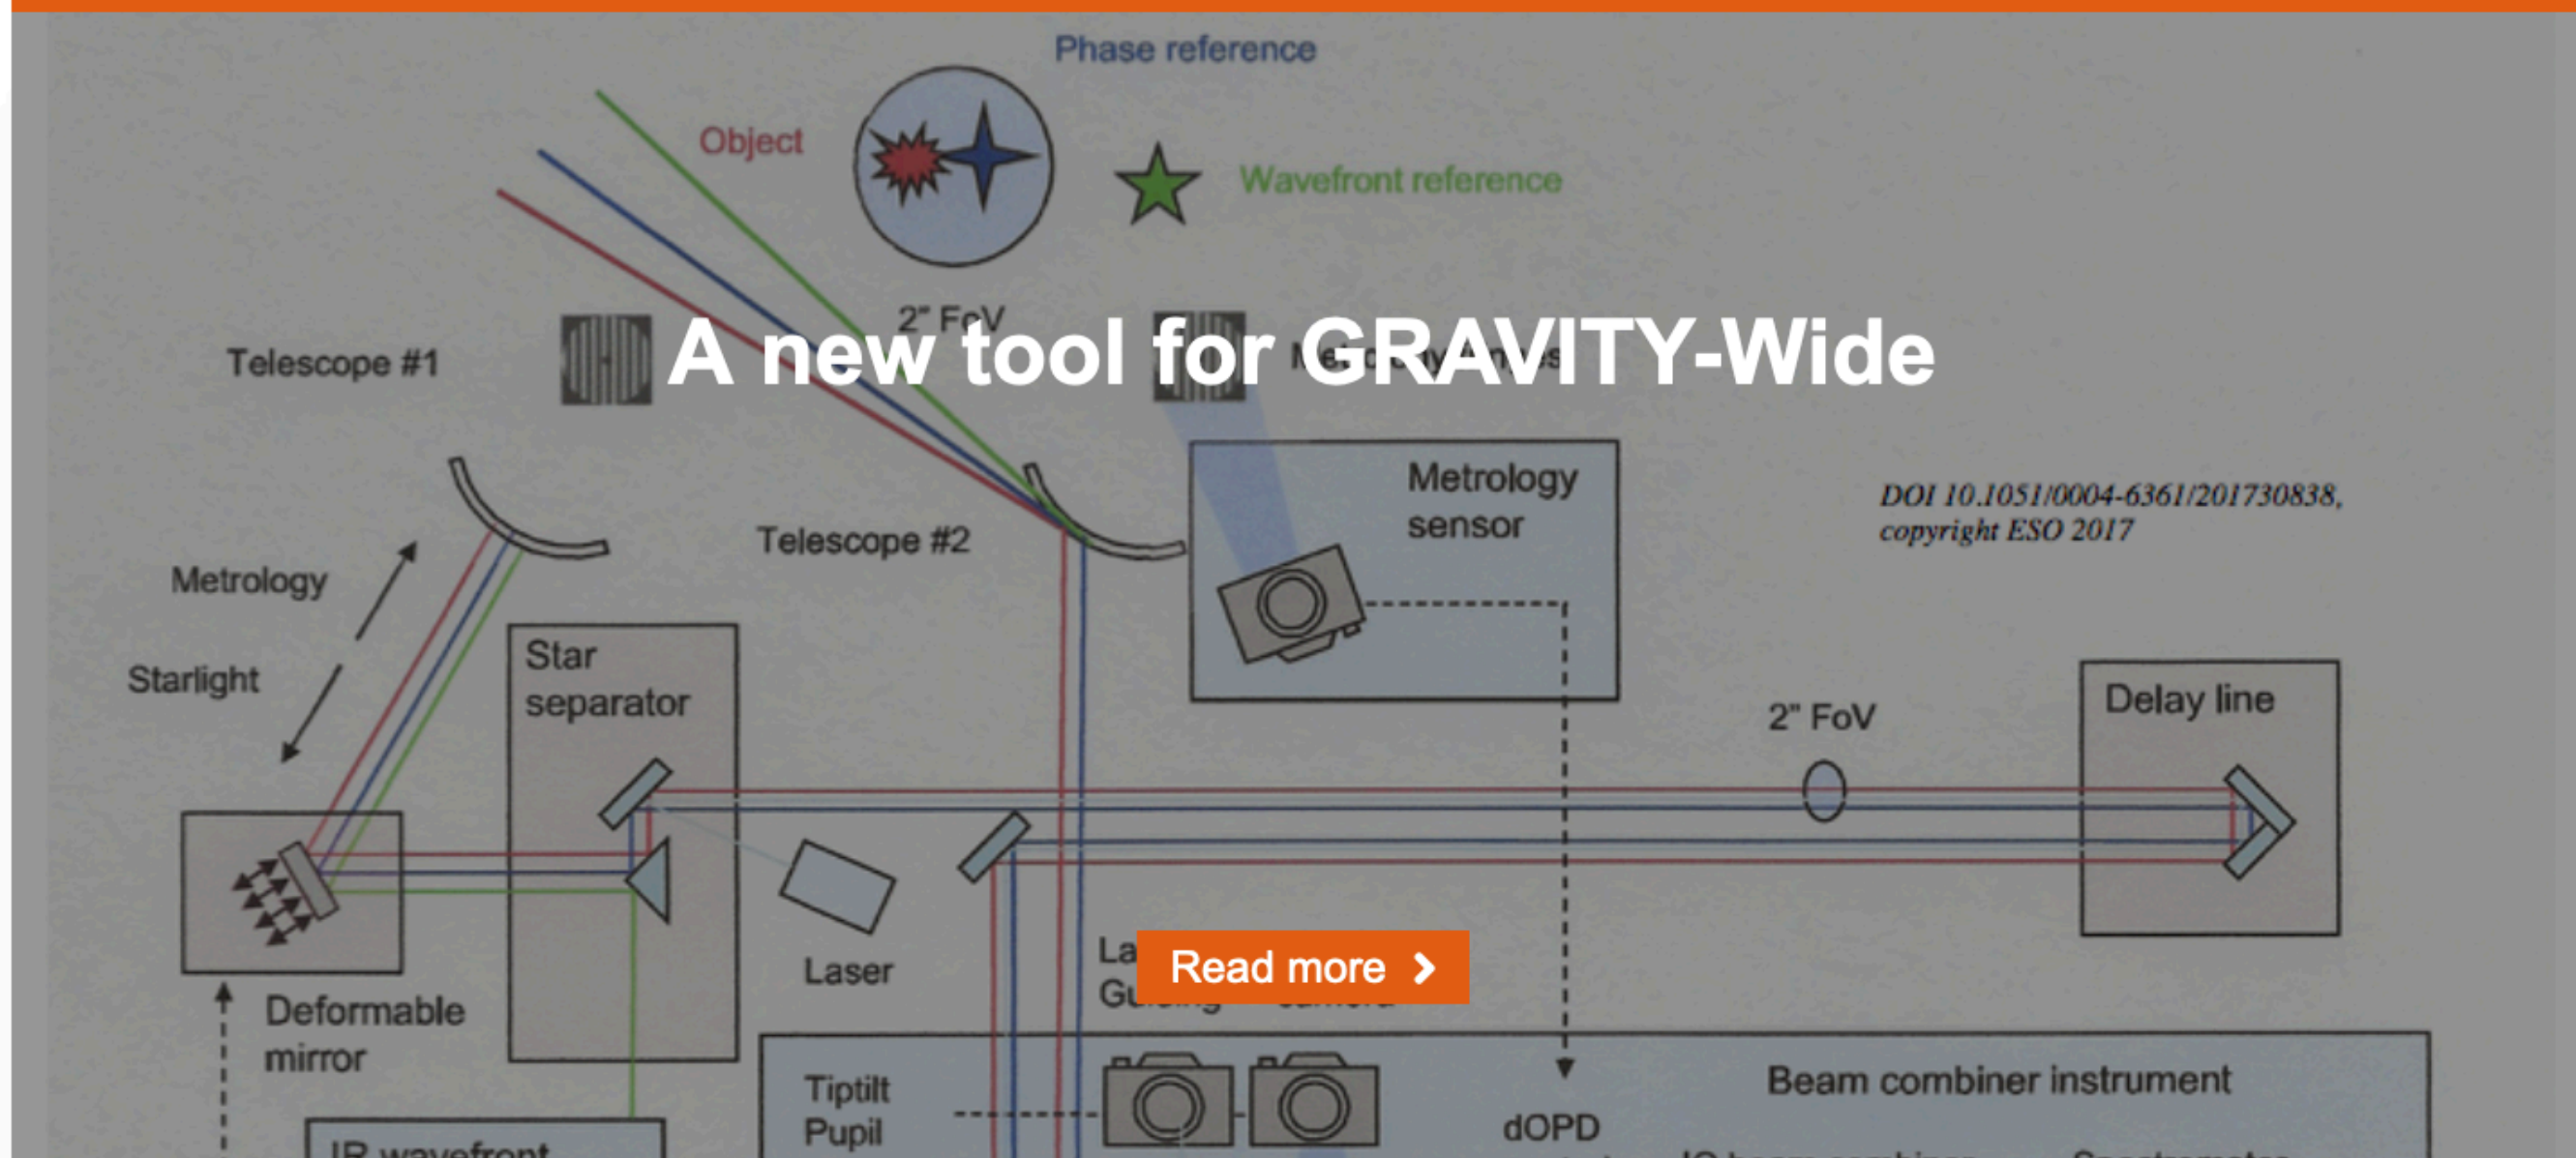 Phase reference
Object
Wavefront reference
2" FoV
A new tool for GRAVITY-Wide
Telescope #1
Metrology
sensor
DOI 10.1051/0004-6361/201730838,
copyright ESO 2017
Telescope #2
Metrology
Starlight
Star
separator
2" FoV
Delay line
Read more
Laser
Deformable
mirror
Tiptilt
Pupil
Beam combiner instrument
dOPD
IR wavefront